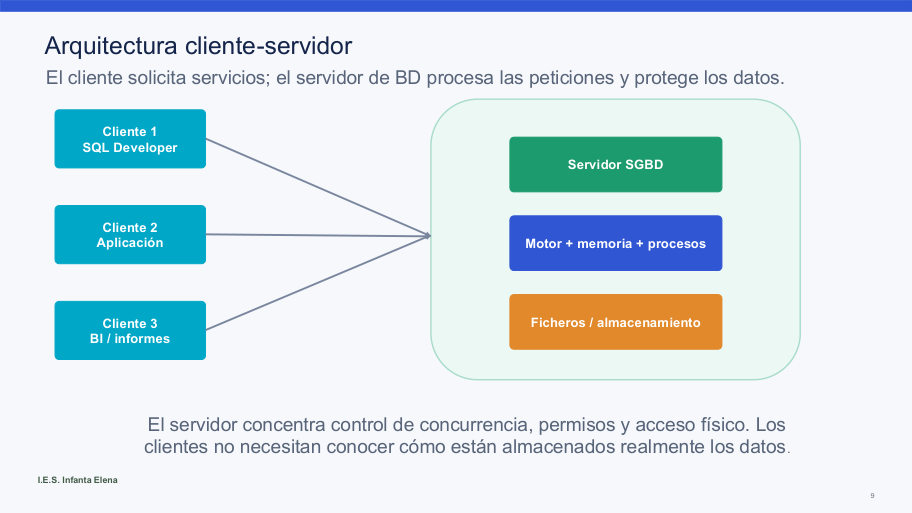 Arquitectura cliente-servidor
El cliente solicita servicios; el servidor de BD procesa las peticiones y protege los datos.
Cliente 1
SQL Developer
Cliente 2
Aplicación
Cliente 3
BI / informes
Servidor SGBD
Motor + memoria + procesos
Ficheros / almacenamiento
El servidor concentra control de concurrencia, permisos y acceso físico. Los
clientes no necesitan conocer cómo están almacenados realmente los datos.
I.E.S. Infanta Elena
9